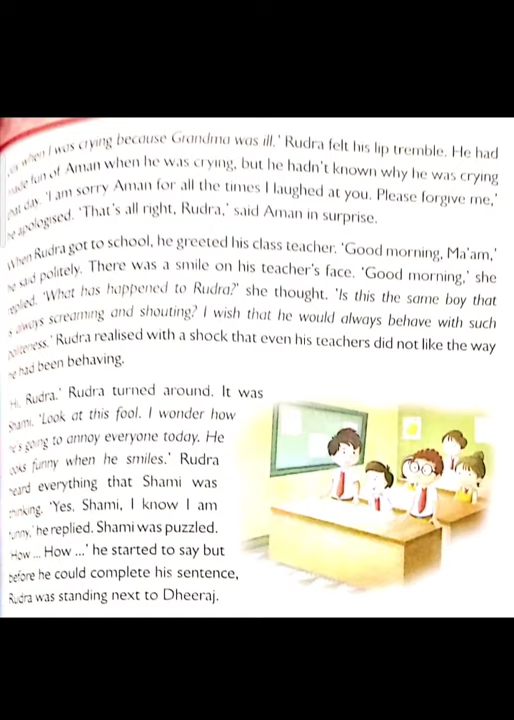 when I was crying because Grandma was ill.' Rudra felt his lip tremble. He had
made fun of Aman when he was crying, but he hadn't known why he was crying
that day. 'I am sorry Aman for all the times I laughed at you. Please forgive me,'
he apologised. 'That's all right, Rudra,' said Aman in surprise.
When Rudra got to school, he greeted his class teacher. 'Good morning, Ma'am,'
he said politely. There was a smile on his teacher's face. 'Good morning,' she
replied. 'What has happened to Rudra?' she thought. 'Is this the same boy that
is always screaming and shouting? I wish that he would always behave with such
politeness.' Rudra realised with a shock that even his teachers did not like the way
he had been behaving.
'Hi, Rudra.' Rudra turned around. It was
Shami. 'Look at this fool. I wonder how
he's going to annoy everyone today. He
looks funny when he smiles.' Rudra
heard everything that Shami was
thinking. 'Yes, Shami, I know I am
funny,' he replied. Shami was puzzled.
'How ... How ...' he started to say but
before he could complete his sentence,
Rudra was standing next to Dheeraj.